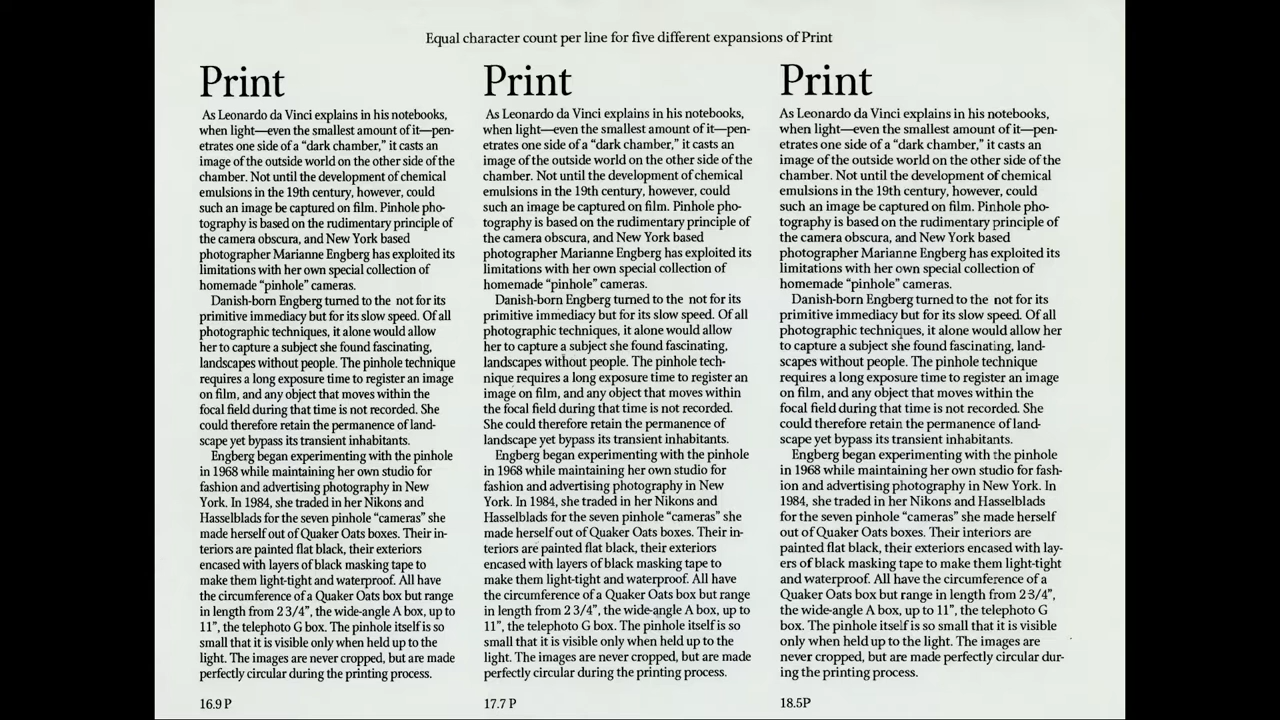 Equal character count per line for five different expansions of Print
Print
As Leonardo da Vinci explains in his notebooks,
when light—even the smallest amount of it—pen-
etrates one side of a “dark chamber,” it casts an
image of the outside world on the other side of the
chamber. Not until the development of chemical
emulsions in the 19th century, however, could
such an image be captured on film. Pinhole pho-
tography is based on the rudimentary principle of
the camera obscura, and New York based
photographer Marianne Engberg has exploited its
limitations with her own special collection of
homemade “pinhole” cameras.
Danish-born Engberg turned to the not for its
primitive immediacy but for its slow speed. Of all
photographic techniques, it alone would allow
her to capture a subject she found fascinating,
landscapes without people. The pinhole technique
requires a long exposure time to register an image
on film, and any object that moves within the
focal field during that time is not recorded. She
could therefore retain the permanence of land-
scape yet bypass its transient inhabitants.
Engberg began experimenting with the pinhole
in 1968 while maintaining her own studio for
fashion and advertising photography in New
York. In 1984, she traded in her Nikons and
Hasselblads for the seven pinhole “cameras” she
made herself out of Quaker Oats boxes. Their in-
teriors are painted flat black, their exteriors
encased with layers of black masking tape to
make them light-tight and waterproof. All have
the circumference of a Quaker Oats box but range
in length from 2 3/4”, the wide-angle A box, up to
11”, the telephoto G box. The pinhole itself is so
small that it is visible only when held up to the
light. The images are never cropped, but are made
perfectly circular during the printing process.
16.9 P
Print
As Leonardo da Vinci explains in his notebooks,
when light—even the smallest amount of it—pen-
etrates one side of a “dark chamber,” it casts an
image of the outside world on the other side of the
chamber. Not until the development of chemical
emulsions in the 19th century, however, could
such an image be captured on film. Pinhole pho-
tography is based on the rudimentary principle of
the camera obscura, and New York based
photographer Marianne Engberg has exploited its
limitations with her own special collection of
homemade “pinhole” cameras.
Danish-born Engberg turned to the not for its
primitive immediacy but for its slow speed. Of all
photographic techniques, it alone would allow
her to capture a subject she found fascinating,
landscapes without people. The pinhole tech-
nique requires a long exposure time to register an
image on film, and any object that moves within
the focal field during that time is not recorded.
She could therefore retain the permanence of
landscape yet bypass its transient inhabitants.
Engberg began experimenting with the pinhole
in 1968 while maintaining her own studio for
fashion and advertising photography in New
York. In 1984, she traded in her Nikons and
Hasselblads for the seven pinhole “cameras” she
made herself out of Quaker Oats boxes. Their in-
teriors are painted flat black, their exteriors
encased with layers of black masking tape to
make them light-tight and waterproof. All have
the circumference of a Quaker Oats box but range
in length from 2 3/4”, the wide-angle A box, up to
11”, the telephoto G box. The pinhole itself is so
small that it is visible only when held up to the
light. The images are never cropped, but are made
perfectly circular during the printing process.
17.7 P
Print
As Leonardo da Vinci explains in his notebooks,
when light—even the smallest amount of it—pen-
etrates one side of a “dark chamber,” it casts an
image of the outside world on the other side of the
chamber. Not until the development of chemical
emulsions in the 19th century, however, could
such an image be captured on film. Pinhole pho-
tography is based on the rudimentary principle of
the camera obscura, and New York based
photographer Marianne Engberg has exploited its
limitations with her own special collection of
homemade “pinhole” cameras.
Danish-born Engberg turned to the not for its
primitive immediacy but for its slow speed. Of all
photographic techniques, it alone would allow her
to capture a subject she found fascinating, land-
scapes without people. The pinhole technique
requires a long exposure time to register an image
on film, and any object that moves within the
focal field during that time is not recorded. She
could therefore retain the permanence of land-
scape yet bypass its transient inhabitants.
Engberg began experimenting with the pinhole
in 1968 while maintaining her own studio for fash-
ion and advertising photography in New York. In
1984, she traded in her Nikons and Hasselblads
for the seven pinhole “cameras” she made herself
out of Quaker Oats boxes. Their interiors are
painted flat black, their exteriors encased with lay-
ers of black masking tape to make them light-tight
and waterproof. All have the circumference of a
Quaker Oats box but range in length from 2 3/4”,
the wide-angle A box, up to 11”, the telephoto G
box. The pinhole itself is so small that it is visible
only when held up to the light. The images are
never cropped, but are made perfectly circular dur-
ing the printing process.
18.5P